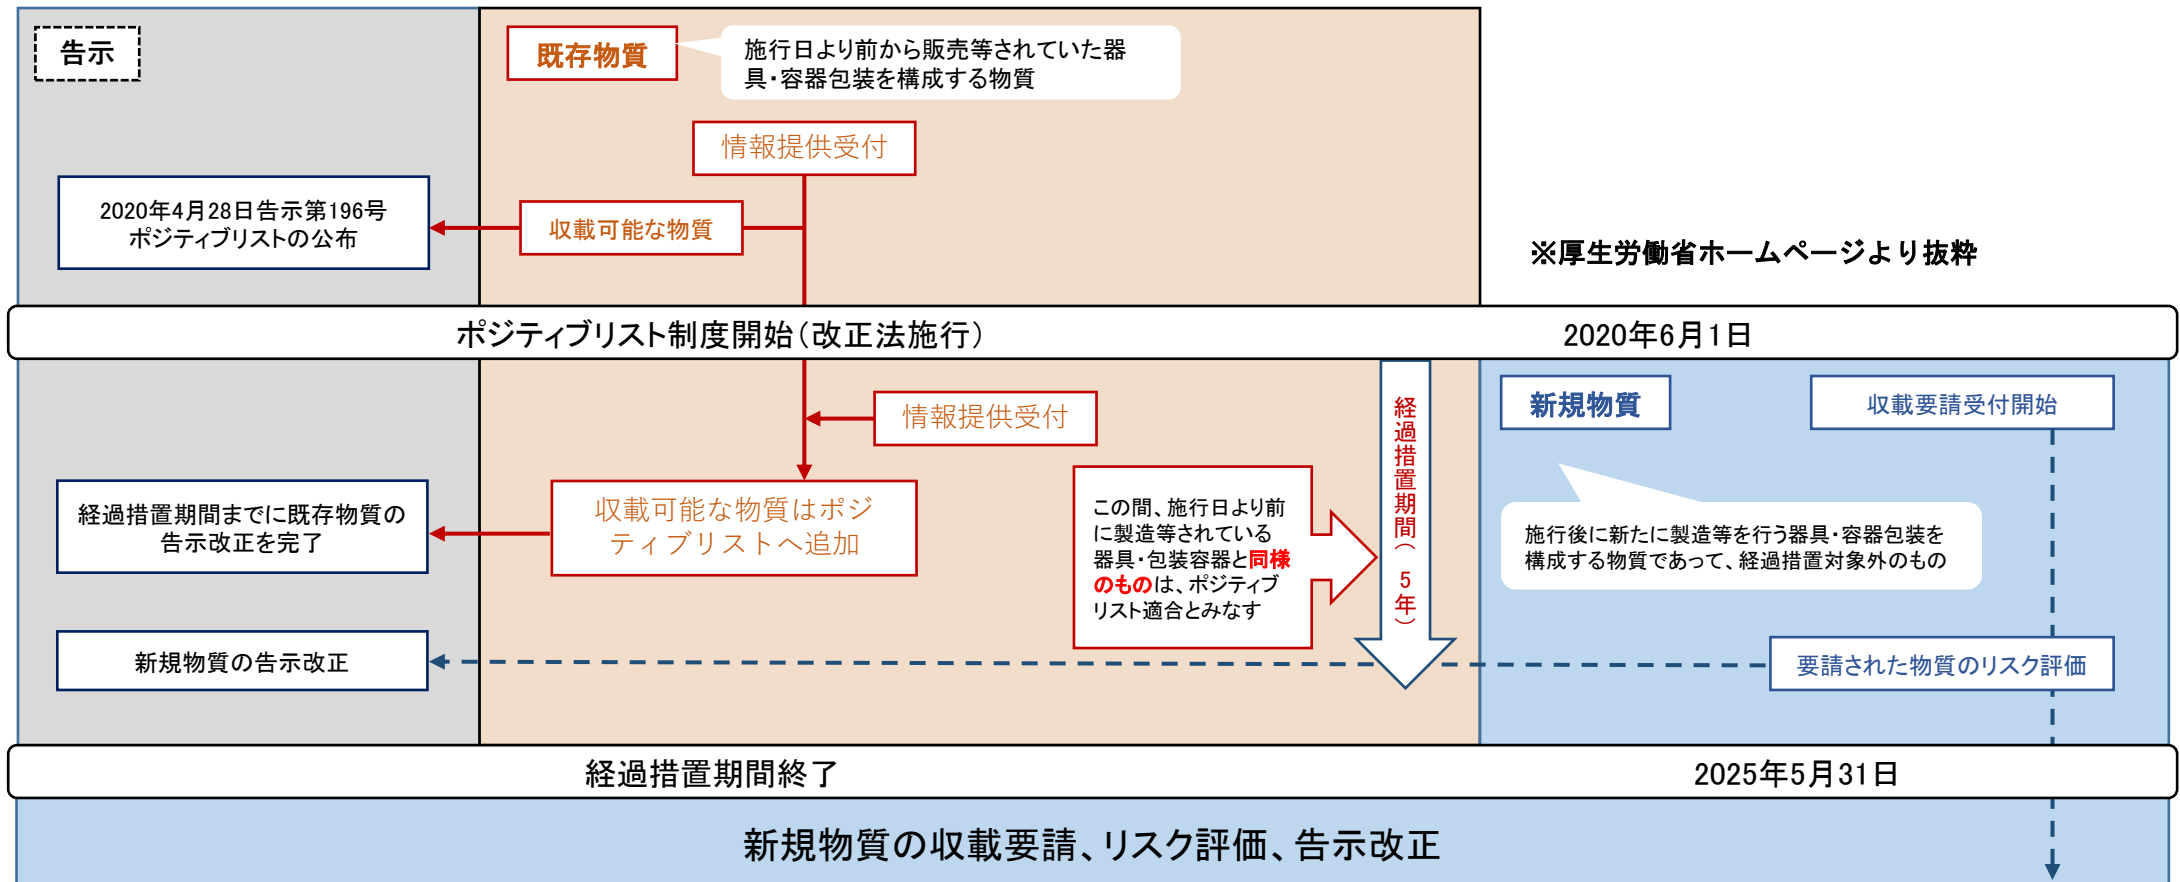 告示
既存物質
施行日より前から販売等されていた器
具・容器包装を構成する物質
情報提供受付
2020年4月28日告示第196号
ポジティブリストの公布
収載可能な物質
※厚生労働省ホームページより抜粋
ポジティブリスト制度開始（改正法施行）
2020年6月1日
情報提供受付
経過措置期間（5年）
新規物質
収載要請受付開始
経過措置期間までに既存物質の
告示改正を完了
収載可能な物質はポジ
ティブリストへ追加
この間、施行日より前
に製造等されている
器具・包装容器と同様
のものは、ポジティブ
リスト適合とみなす
施行後に新たに製造等を行う器具・容器包装を
構成する物質であって、経過措置対象外のもの
新規物質の告示改正
要請された物質のリスク評価
経過措置期間終了
2025年5月31日
新規物質の収載要請、リスク評価、告示改正